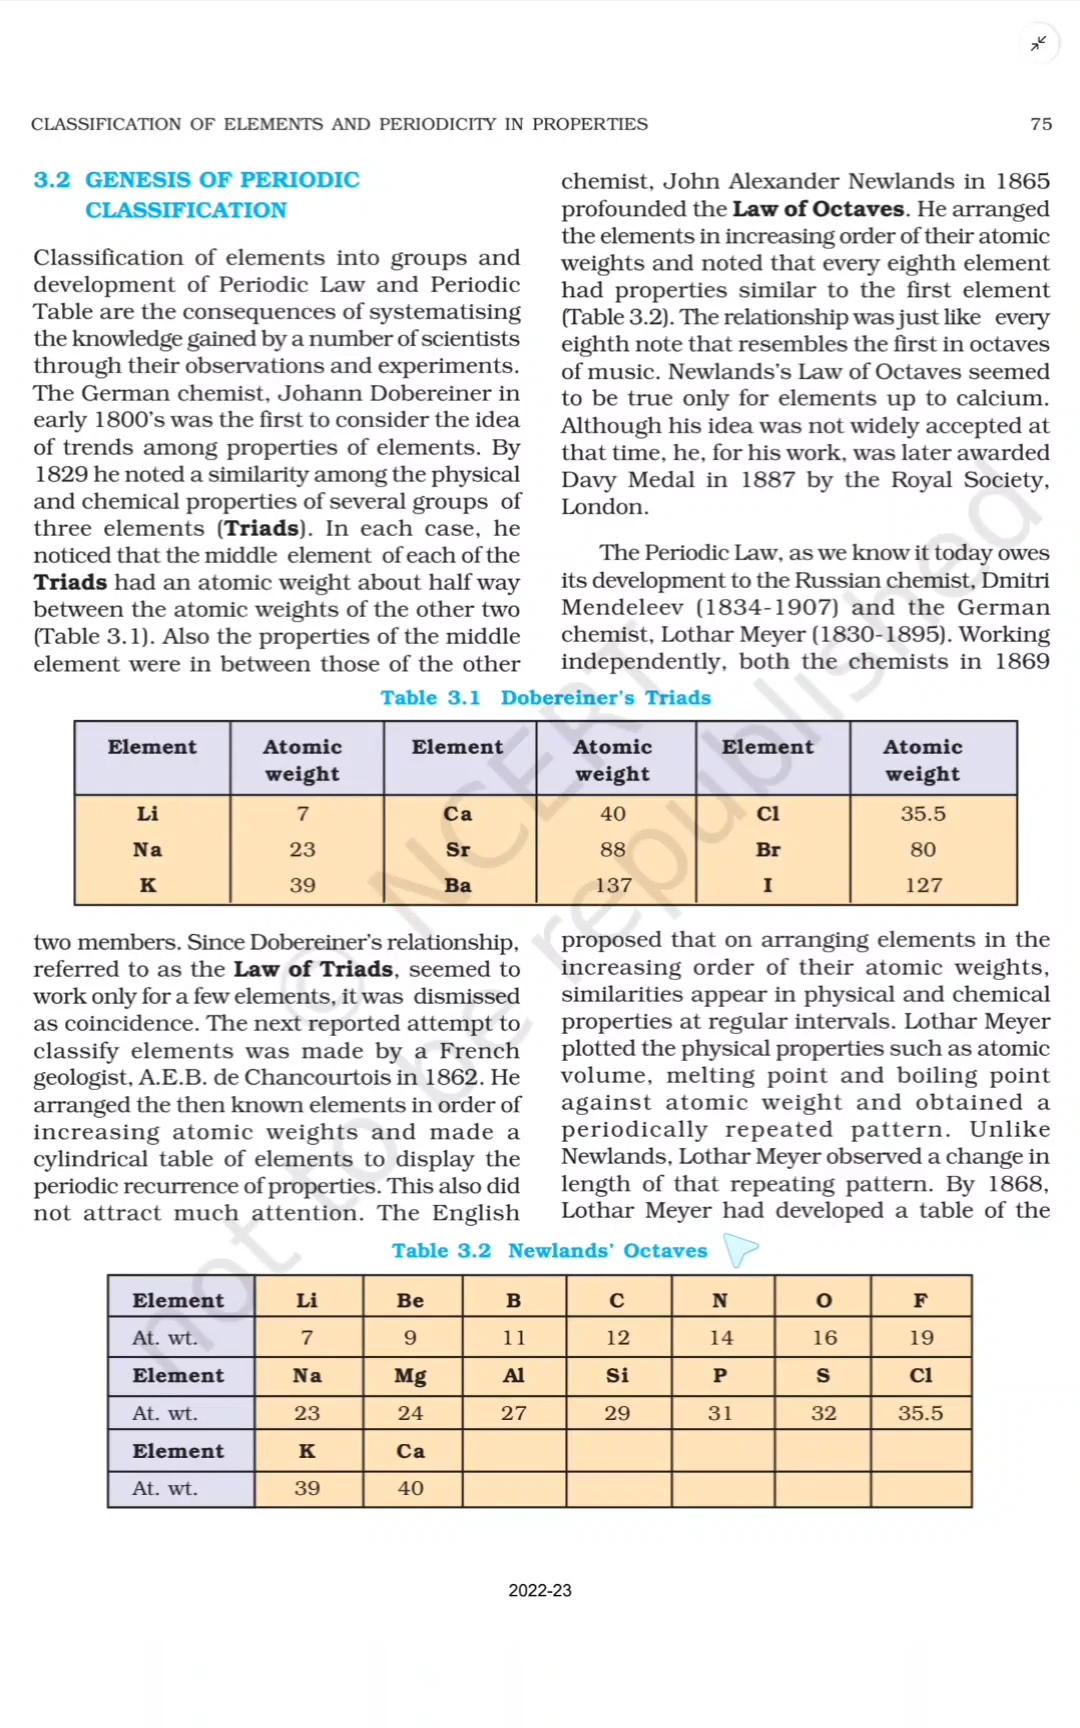 CLASSIFICATION OF ELEMENTS AND PERIODICITY IN PROPERTIES 75
3.2 GENESIS OF PERIODIC
CLASSIFICATION
Classification of elements into groups and
development of Periodic Law and Periodic
Table are the consequences of systematising
the knowledge gained by a number of scientists
through their observations and experiments.
The German chemist, Johann Dobereiner in
early 1800's was the first to consider the idea
of trends among properties of elements. By
1829 he noted a similarity among the physical
and chemical properties of several groups of
three elements (Triads). In each case, he
noticed that the middle element of each of the
Triads had an atomic weight about half way
between the atomic weights of the other two
(Table 3.1). Also the properties of the middle
element were in between those of the other
chemist, John Alexander Newlands in 1865
profounded the Law of Octaves. He arranged
the elements in increasing order of their atomic
weights and noted that every eighth element
had properties similar to the first element
(Table 3.2). The relationship was just like every
eighth note that resembles the first in octaves
of music. Newlands's Law of Octaves seemed
to be true only for elements up to calcium.
Although his idea was not widely accepted at
that time, he, for his work, was later awarded
Davy Medal in 1887 by the Royal Society,
London.
The Periodic Law, as we know it today owes
its development to the Russian chemist, Dmitri
Mendeleev (1834-1907) and the German
chemist, Lothar Meyer (1830-1895). Working
independently, both the chemists in 1869
Table 3.1 Dobereiner's Triads
Element Atomic weight Element Atomic weight Element Atomic weight
Li 7 Ca 40 Cl 35.5
Na 23 Sr 88 Br 80
K 39 Ba 137 I 127
two members. Since Dobereiner's relationship,
referred to as the Law of Triads, seemed to
work only for a few elements, it was dismissed
as coincidence. The next reported attempt to
classify elements was made by a French
geologist, A.E.B. de Chancourtois in 1862. He
arranged the then known elements in order of
increasing atomic weights and made a
cylindrical table of elements to display the
periodic recurrence of properties. This also did
not attract much attention. The English
proposed that on arranging elements in the
increasing order of their atomic weights,
similarities appear in physical and chemical
properties at regular intervals. Lothar Meyer
plotted the physical properties such as atomic
volume, melting point and boiling point
against atomic weight and obtained a
periodically repeated pattern. Unlike
Newlands, Lothar Meyer observed a change in
length of that repeating pattern. By 1868,
Lothar Meyer had developed a table of the
Table 3.2 Newlands' Octaves
Element Li Be B C N O F
At. wt. 7 9 11 12 14 16 19
Element Na Mg Al Si P S Cl
At. wt. 23 24 27 29 31 32 35.5
Element K Ca
At. wt. 39 40
2022-23
© NCERT
not to be republished